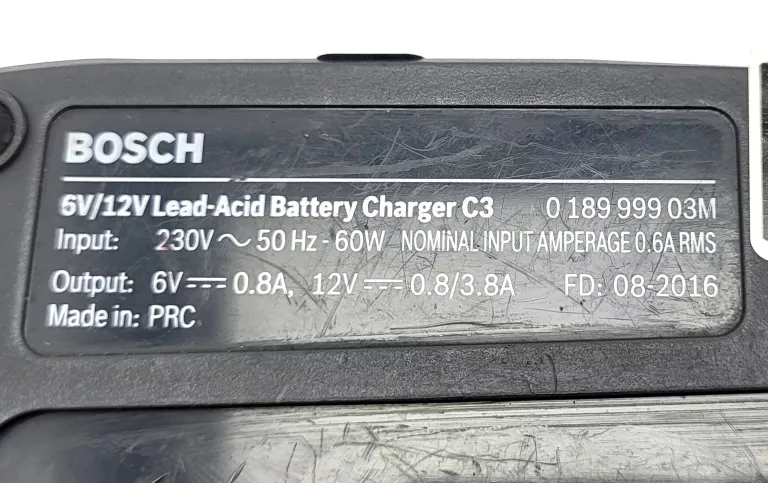 BOSCH
6V/12V Lead-Acid Battery Charger C3 0 189 999 03M
Input: 230V ~ 50 Hz - 60W NOMINAL INPUT AMPERAGE 0.6A RMS
Output: 6V ⎓ 0.8A, 12V ⎓ 0.8/3.8A FD: 08-2016
Made in: PRC